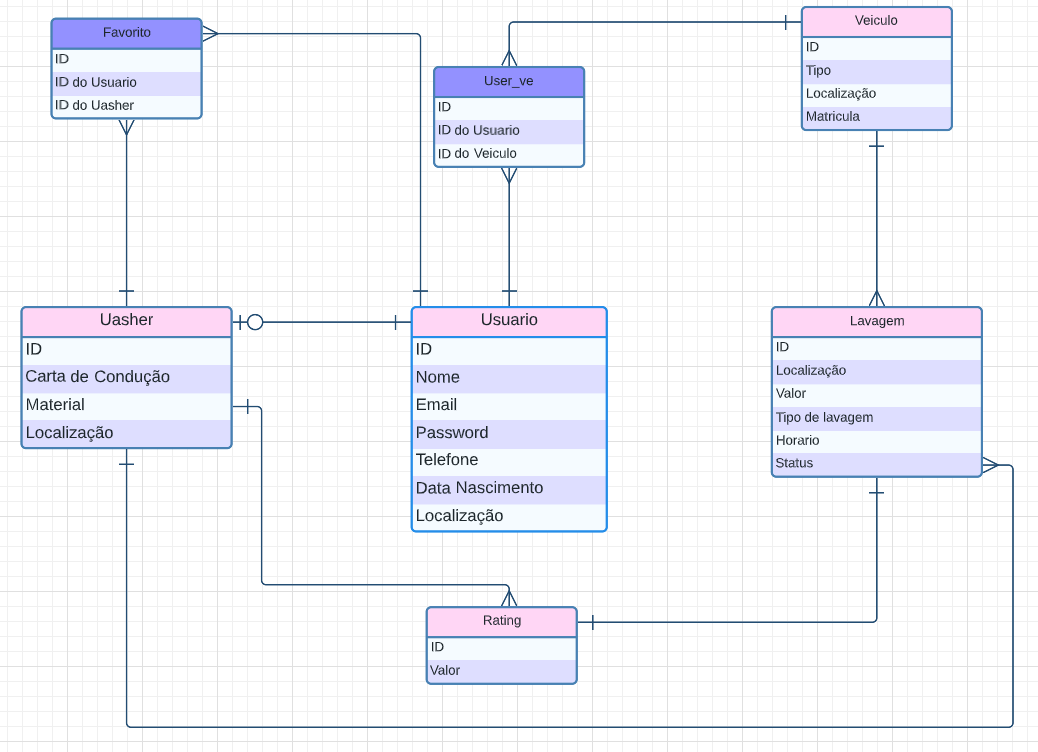 Favorito
ID
ID do Usuario
ID do Uasher
User_ve
ID
ID do Usuario
ID do Veiculo
Veiculo
ID
Tipo
Localização
Matricula
Uasher
ID
Carta de Condução
Material
Localização
Usuario
ID
Nome
Email
Password
Telefone
Data Nascimento
Localização
Lavagem
ID
Localização
Valor
Tipo de lavagem
Horario
Status
Rating
ID
Valor